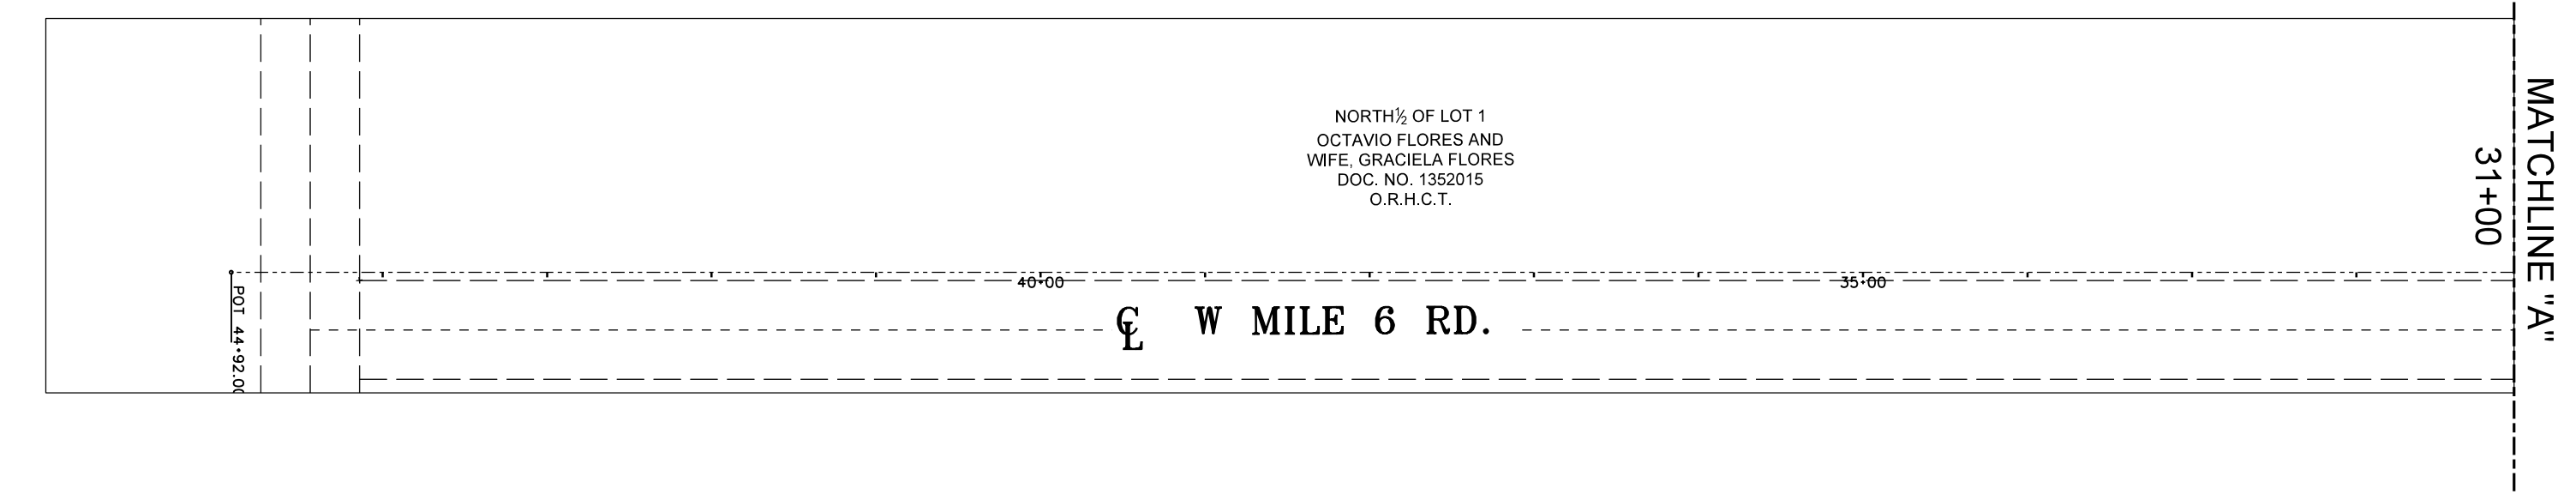 NORTH½ OF LOT 1
OCTAVIO FLORES AND
WIFE, GRACIELA FLORES
DOC. NO. 1352015
O.R.H.C.T.
MATCHLINE "A"
31+00
40+00
35+00
POT 44+92.00
℄ W MILE 6 RD.